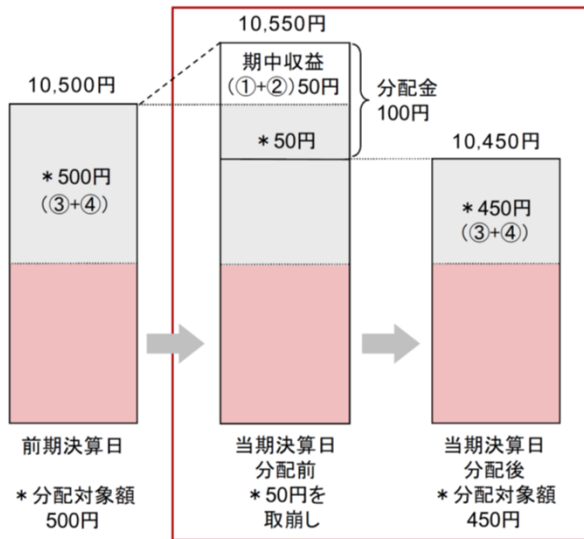 10,500円
＊500円
(③+④)
前期決算日
＊分配対象額
500円
10,550円
期中収益
(①+②)50円
＊50円
分配金
100円
当期決算日
分配前
＊50円を
取崩し
10,450円
＊450円
(③+④)
当期決算日
分配後
＊分配対象額
450円